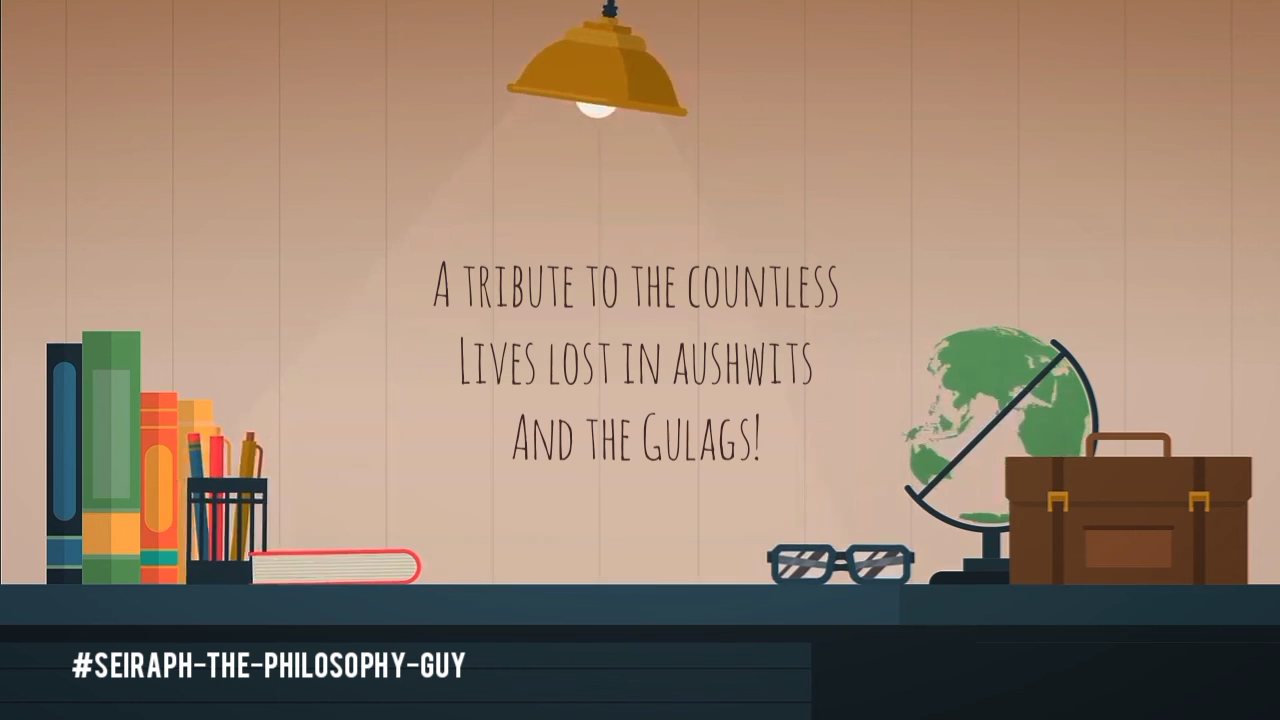 A TRIBUTE TO THE COUNTLESS
LIVES LOST IN AUSHWITS
AND THE GULAGS!
#SEIRAPH-THE-PHILOSOPHY-GUY